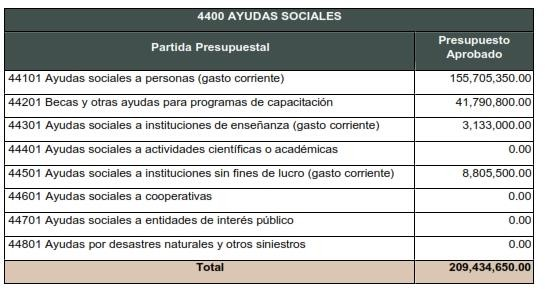 4400 AYUDAS SOCIALES
Partida Presupuestal Presupuesto Aprobado
44101 Ayudas sociales a personas (gasto corriente) 155,705,350.00
44201 Becas y otras ayudas para programas de capacitación 41,790,800.00
44301 Ayudas sociales a instituciones de enseñanza (gasto corriente) 3,133,000.00
44401 Ayudas sociales a actividades científicas o académicas 0.00
44501 Ayudas sociales a instituciones sin fines de lucro (gasto corriente) 8,805,500.00
44601 Ayudas sociales a cooperativas 0.00
44701 Ayudas sociales a entidades de interés público 0.00
44801 Ayudas por desastres naturales y otros siniestros 0.00
Total 209,434,650.00